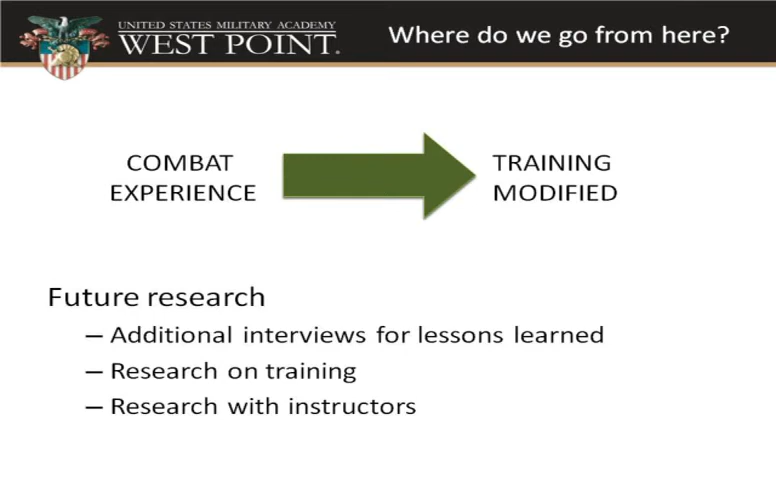 UNITED STATES MILITARY ACADEMY
WEST POINT®
Where do we go from here?
COMBAT
EXPERIENCE
TRAINING
MODIFIED
Future research
– Additional interviews for lessons learned
– Research on training
– Research with instructors